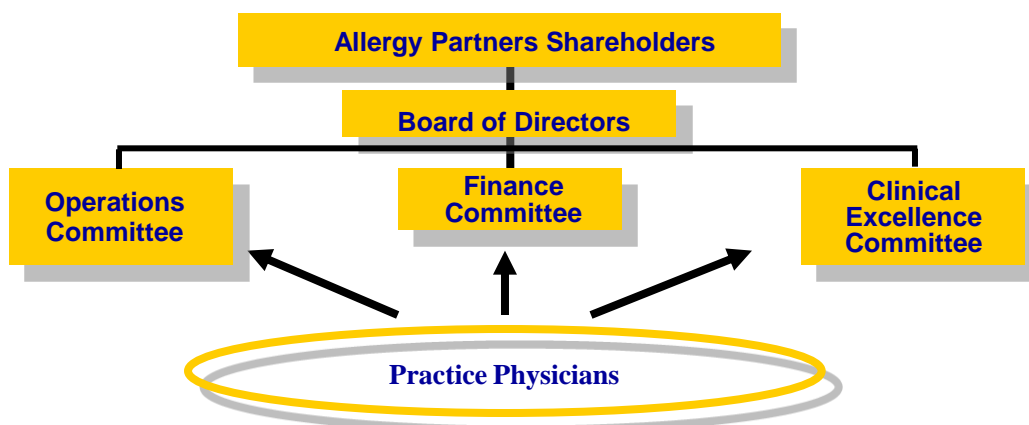 Allergy Partners Shareholders
Board of Directors
Operations
Committee
Finance
Committee
Clinical
Excellence
Committee
Practice Physicians